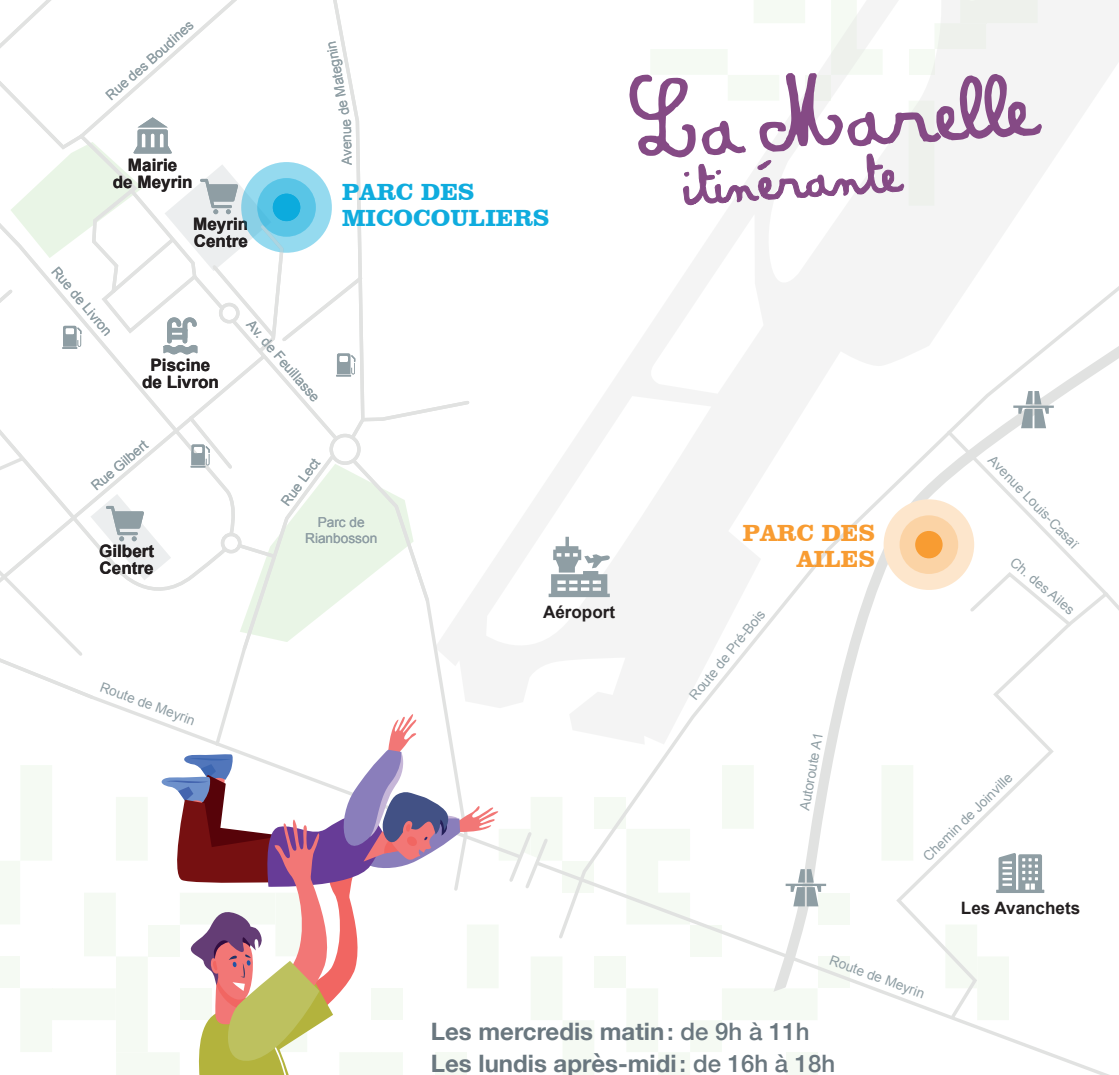 La Marelle
itinérante
Rue des Boudines
Avenue de Mategnin
Mairie
de Meyrin
Meyrin
Centre
PARC DES
MICOCOULIERS
Rue de Livron
Piscine
de Livron
Av. de Feuillasse
Rue Gilbert
Rue Lect
Gilbert
Centre
Parc de
Rianbosson
Aéroport
PARC DES
AILES
Avenue Louis-Casaï
Ch. des Ailes
Route de Pré-Bois
Route de Meyrin
Autoroute A1
Chemin de Joinville
Les Avanchets
Route de Meyrin
Les mercredis matin: de 9h à 11h
Les lundis après-midi: de 16h à 18h